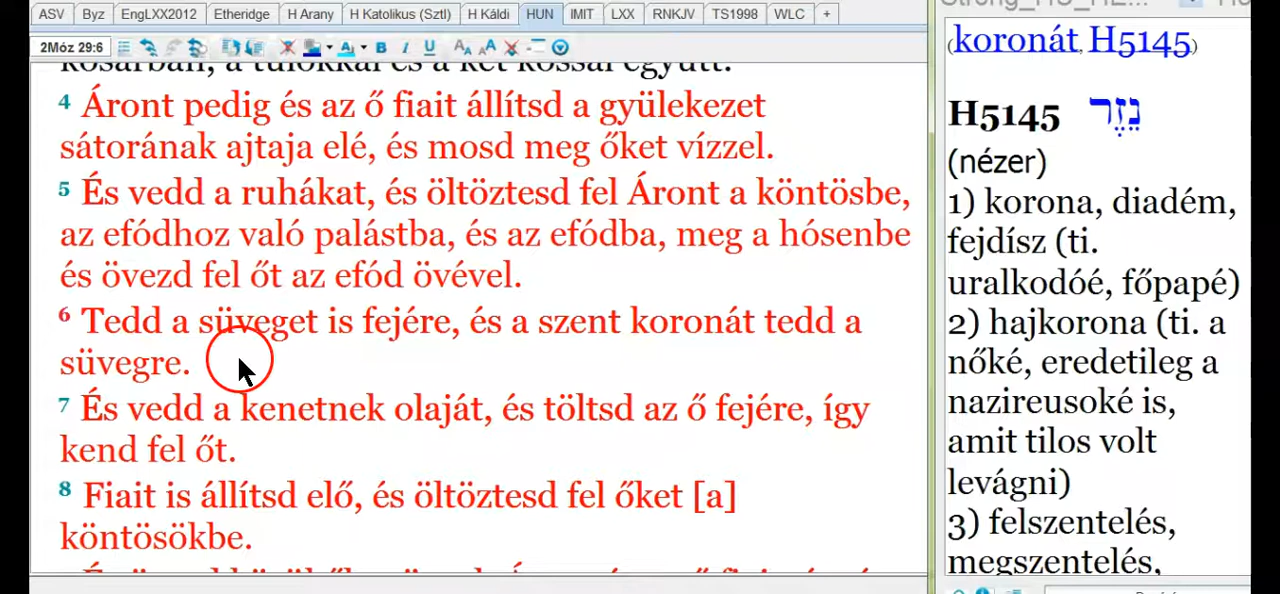 ASV Byz EngLXX2012 Etheridge H Arany H Katolikus (Sztl) H Káldi HUN IMIT LXX RNKJV TS1998 WLC +
2Móz 29:6
kosárban, a tulokkal és a két kossal együtt.
4 Áront pedig és az ő fiait állítsd a gyülekezet
sátorának ajtaja elé, és mosd meg őket vízzel.
5 És vedd a ruhákat, és öltöztesd fel Áront a köntösbe,
az efódhoz való palástba, és az efódba, meg a hósenbe
és övezd fel őt az efód övével.
6 Tedd a süveget is fejére, és a szent koronát tedd a
süvegre.
7 És vedd a kenetnek olaját, és töltsd az ő fejére, így
kend fel őt.
8 Fiait is állítsd elő, és öltöztesd fel őket [a]
köntösökbe.
(koronát, H5145)
H5145 נֵזֶר
(nézer)
1) korona, diadém,
fejdísz (ti.
uralkodóé, főpapé)
2) hajkorona (ti. a
nőké, eredetileg a
nazireusoké is,
amit tilos volt
levágni)
3) felszentelés,
megszentelés,